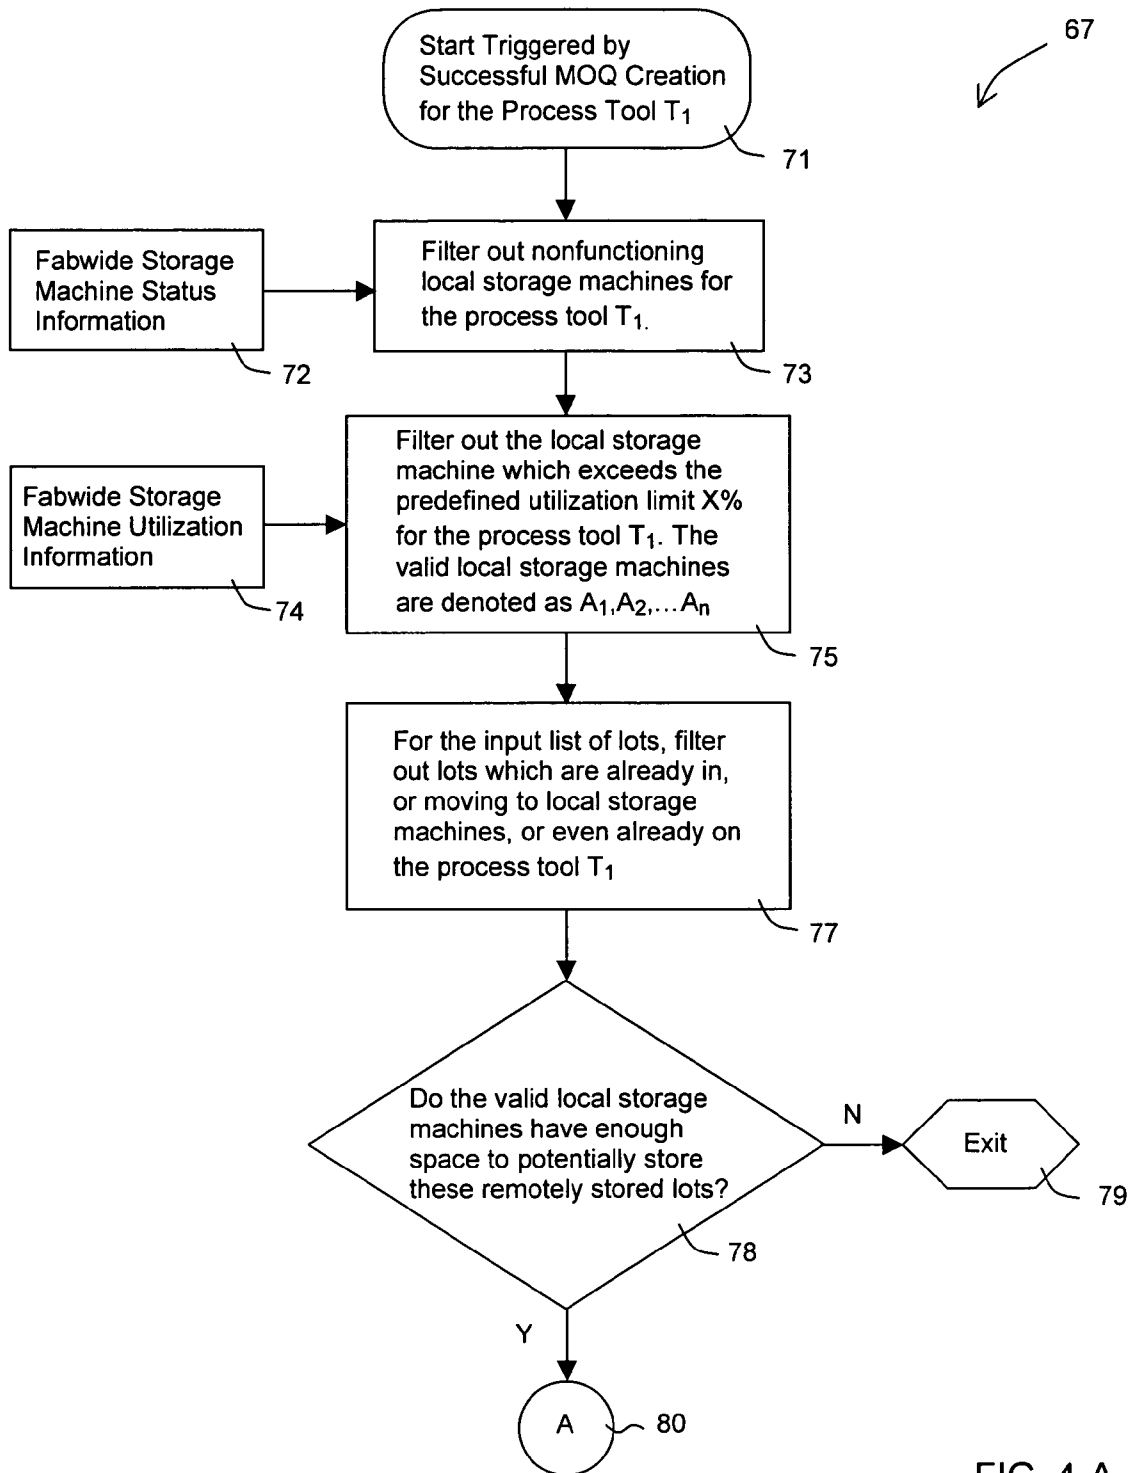 67
Start Triggered by
Successful MOQ Creation
for the Process Tool T1
71
Fabwide Storage
Machine Status
Information
72
Filter out nonfunctioning
local storage machines for
the process tool T1.
73
Fabwide Storage
Machine Utilization
Information
74
Filter out the local storage
machine which exceeds the
predefined utilization limit X%
for the process tool T1. The
valid local storage machines
are denoted as A1,A2,...An
75
For the input list of lots, filter
out lots which are already in,
or moving to local storage
machines, or even already on
the process tool T1
77
Do the valid local storage
machines have enough
space to potentially store
these remotely stored lots?
78
N
Exit
79
Y
A
80
FIG. 4 A